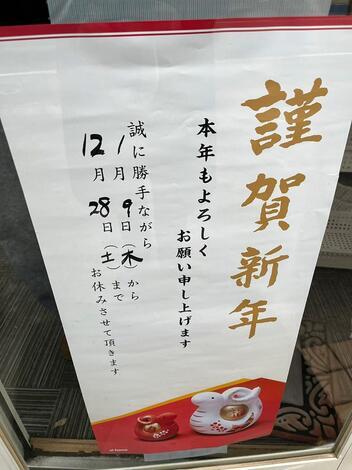 謹賀新年
本年もよろしく
お願い申し上げます
誠に勝手ながら
1月9日（木）から
12月28日（土）まで
お休みさせて頂きます